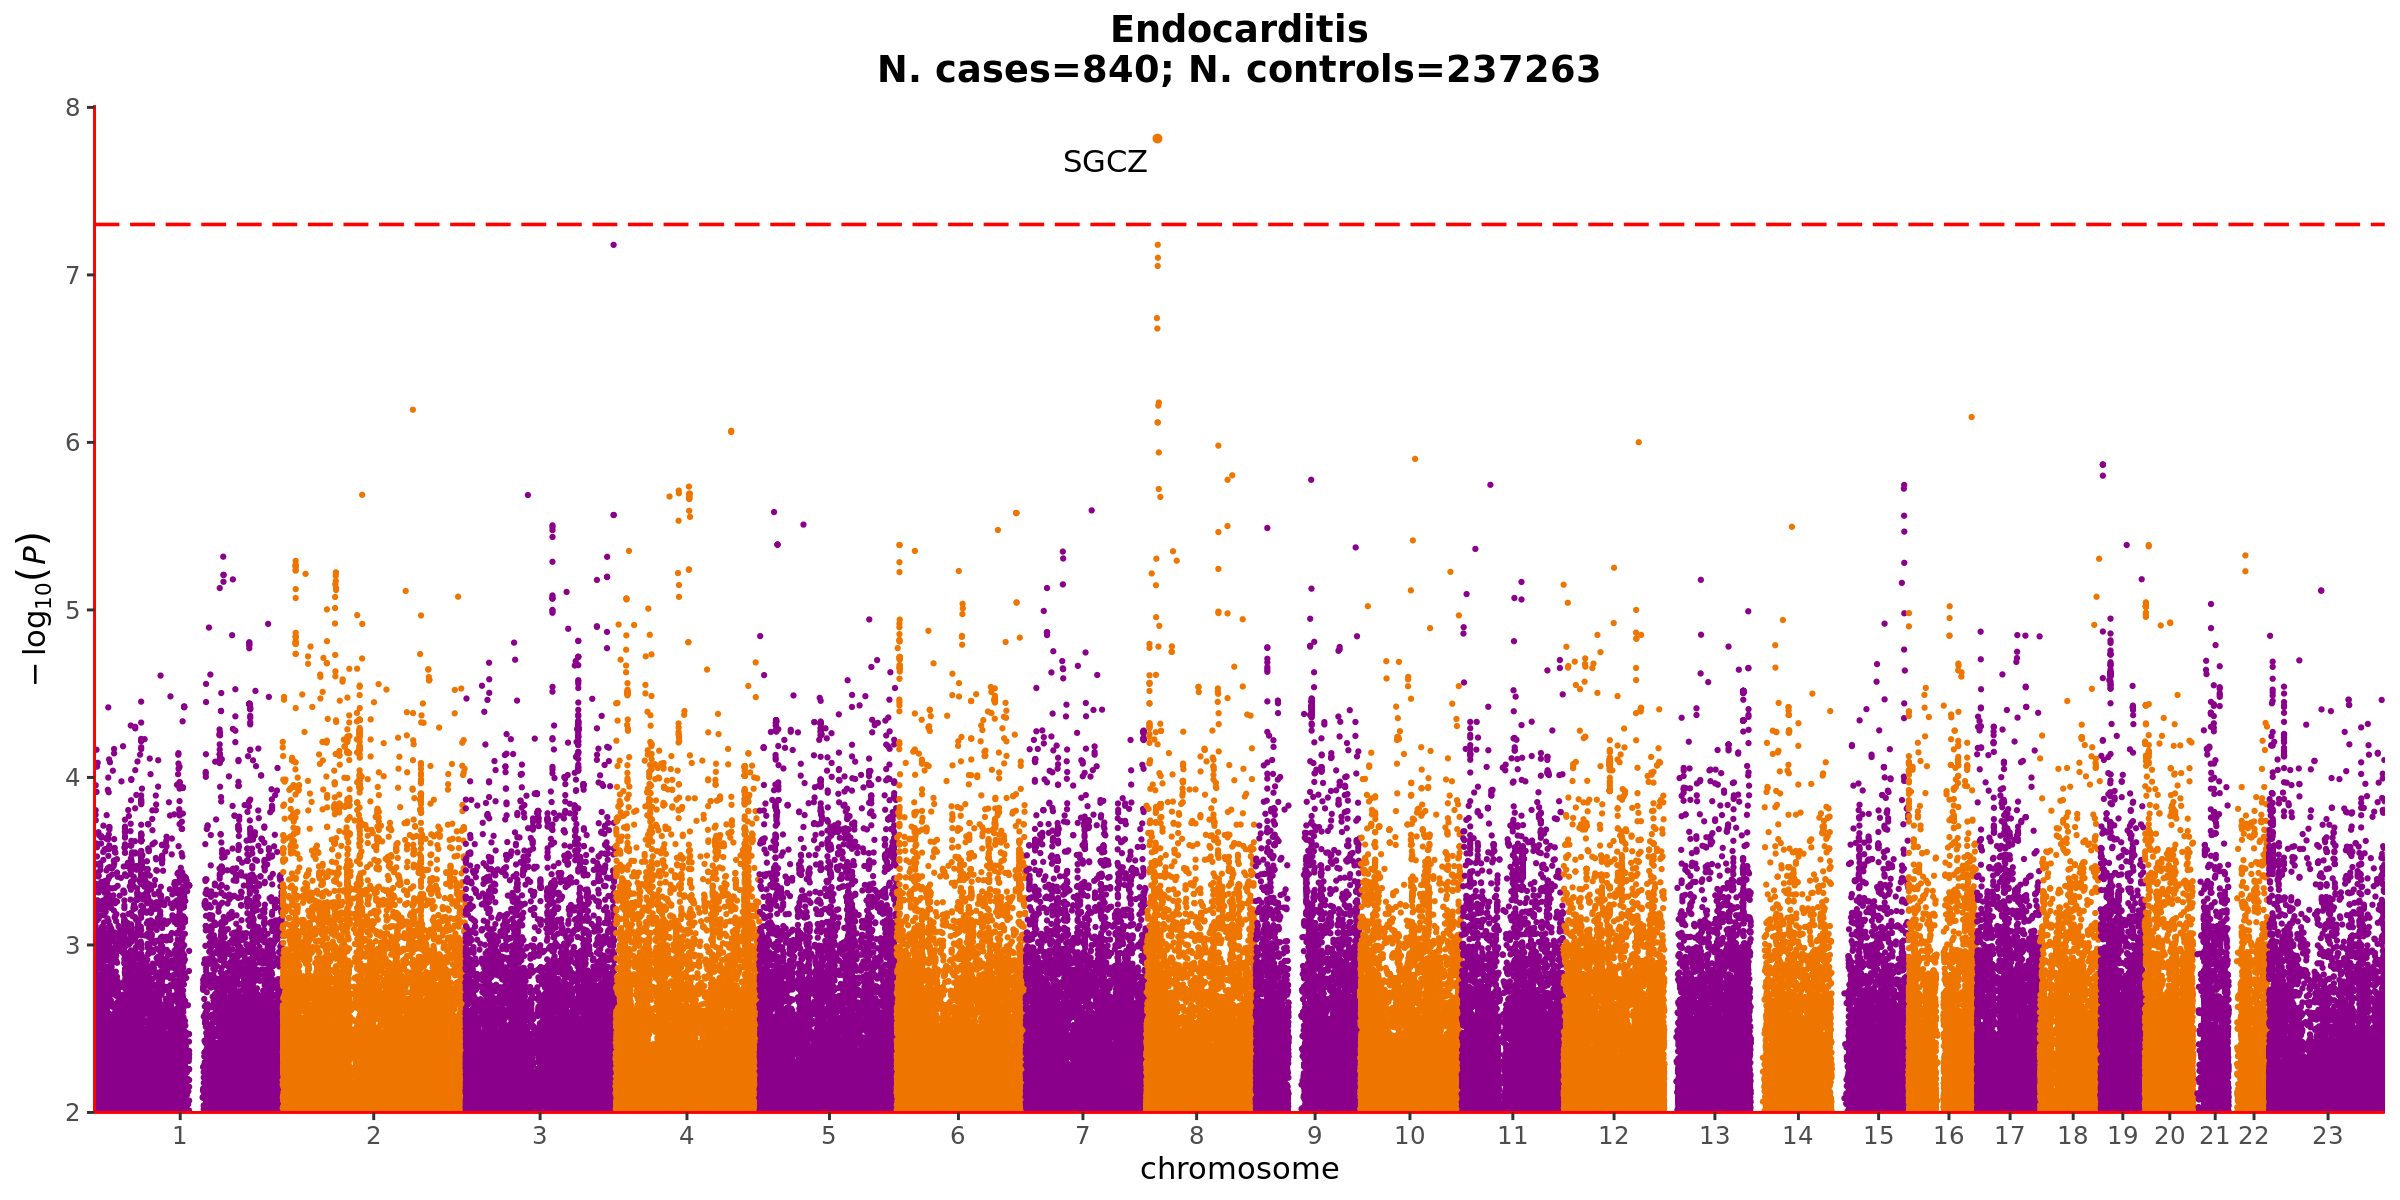 Endocarditis
N. cases=840; N. controls=237263
8
SGCZ
7
6
5
4
3
2
−log10(P)
1 2 3 4 5 6 7 8 9 10 11 12 13 14 15 16 17 18 19 20 21 22 23
chromosome